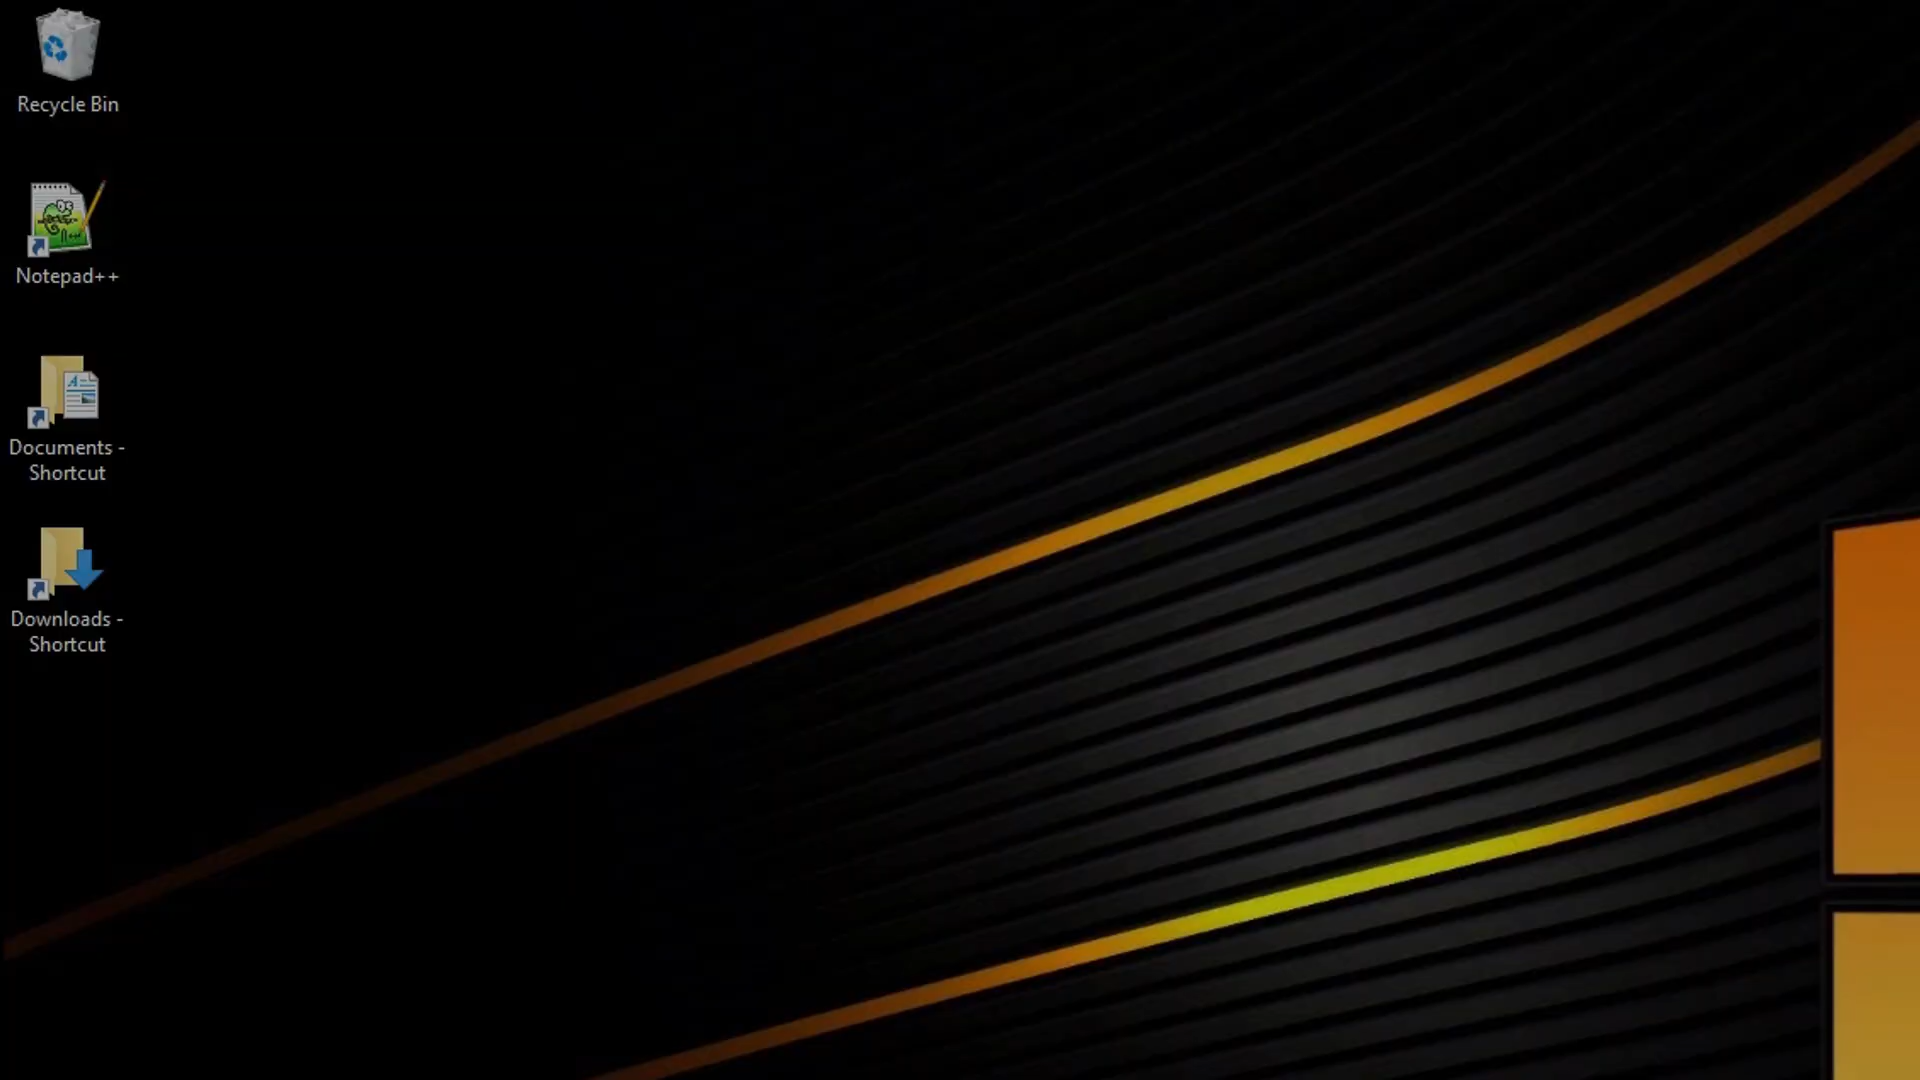 Recycle Bin
Notepad++
Documents -
Shortcut
Downloads -
Shortcut